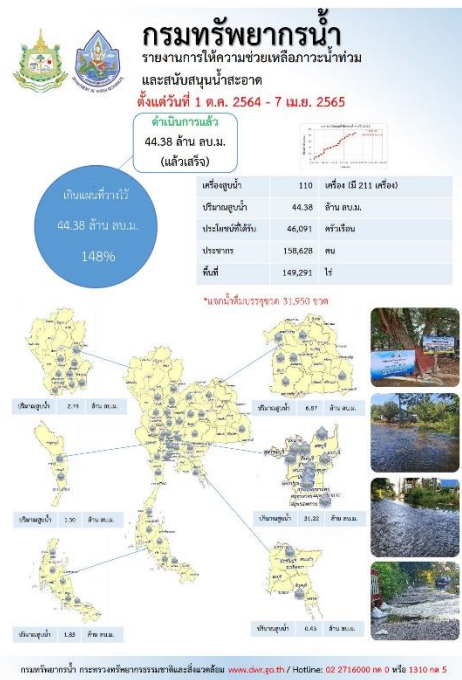 กรมทรัพยากรน้ำ
รายงานการให้ความช่วยเหลือภาวะน้ำท่วม
และสนับสนุนน้ำสะอาด
ตั้งแต่วันที่ 1 ต.ค. 2564 - 7 เม.ย. 2565
ดำเนินการแล้ว
44.38 ล้าน ลบ.ม.
(แล้วเสร็จ)
เกินแผนที่วางไว้
44.38 ล้าน ลบ.ม.
148%
เครื่องสูบน้ำ 110 เครื่อง (มี 211 เครื่อง)
ปริมาณสูบน้ำ 44.38 ล้าน ลบ.ม.
ประโยชน์ที่ได้รับ 46,091 ครัวเรือน
ประชากร 158,628 คน
พื้นที่ 149,291 ไร่
*แจกน้ำดื่มบรรจุขวด 31,950 ขวด
ปริมาณสูบน้ำ 2.74 ล้าน ลบ.ม.
ปริมาณสูบน้ำ 6.87 ล้าน ลบ.ม.
ปริมาณสูบน้ำ 1.30 ล้าน ลบ.ม.
ปริมาณสูบน้ำ 31.22 ล้าน ลบ.ม.
ปริมาณสูบน้ำ 1.83 ล้าน ลบ.ม.
ปริมาณสูบน้ำ 0.43 ล้าน ลบ.ม.
กรมทรัพยากรน้ำ กระทรวงทรัพยากรธรรมชาติและสิ่งแวดล้อม www.dwr.go.th / Hotline: 02 2716000 กด 0 หรือ 1310 กด 5